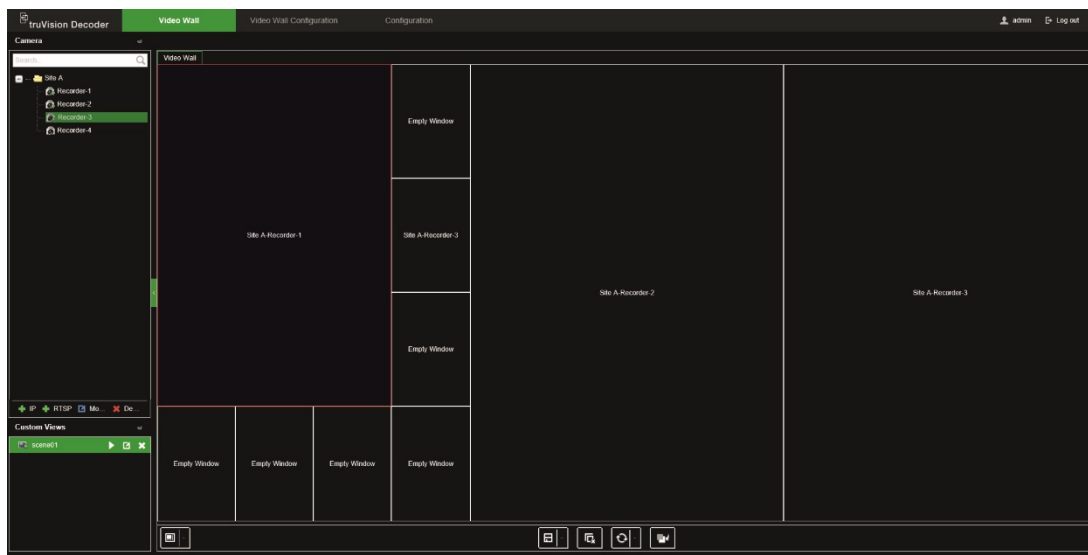 truVision Decoder Video Wall Video Wall Configuration Configuration admin Log out
Camera
Search...
Video Wall
Site A
Recorder-1
Recorder-2
Recorder-3
Recorder-4
Empty Window
Site A-Recorder-1
Site A-Recorder-3
Site A-Recorder-2
Site A-Recorder-3
Empty Window
IP RTSP Mo... De...
Custom Views
scene01
Empty Window Empty Window Empty Window Empty Window